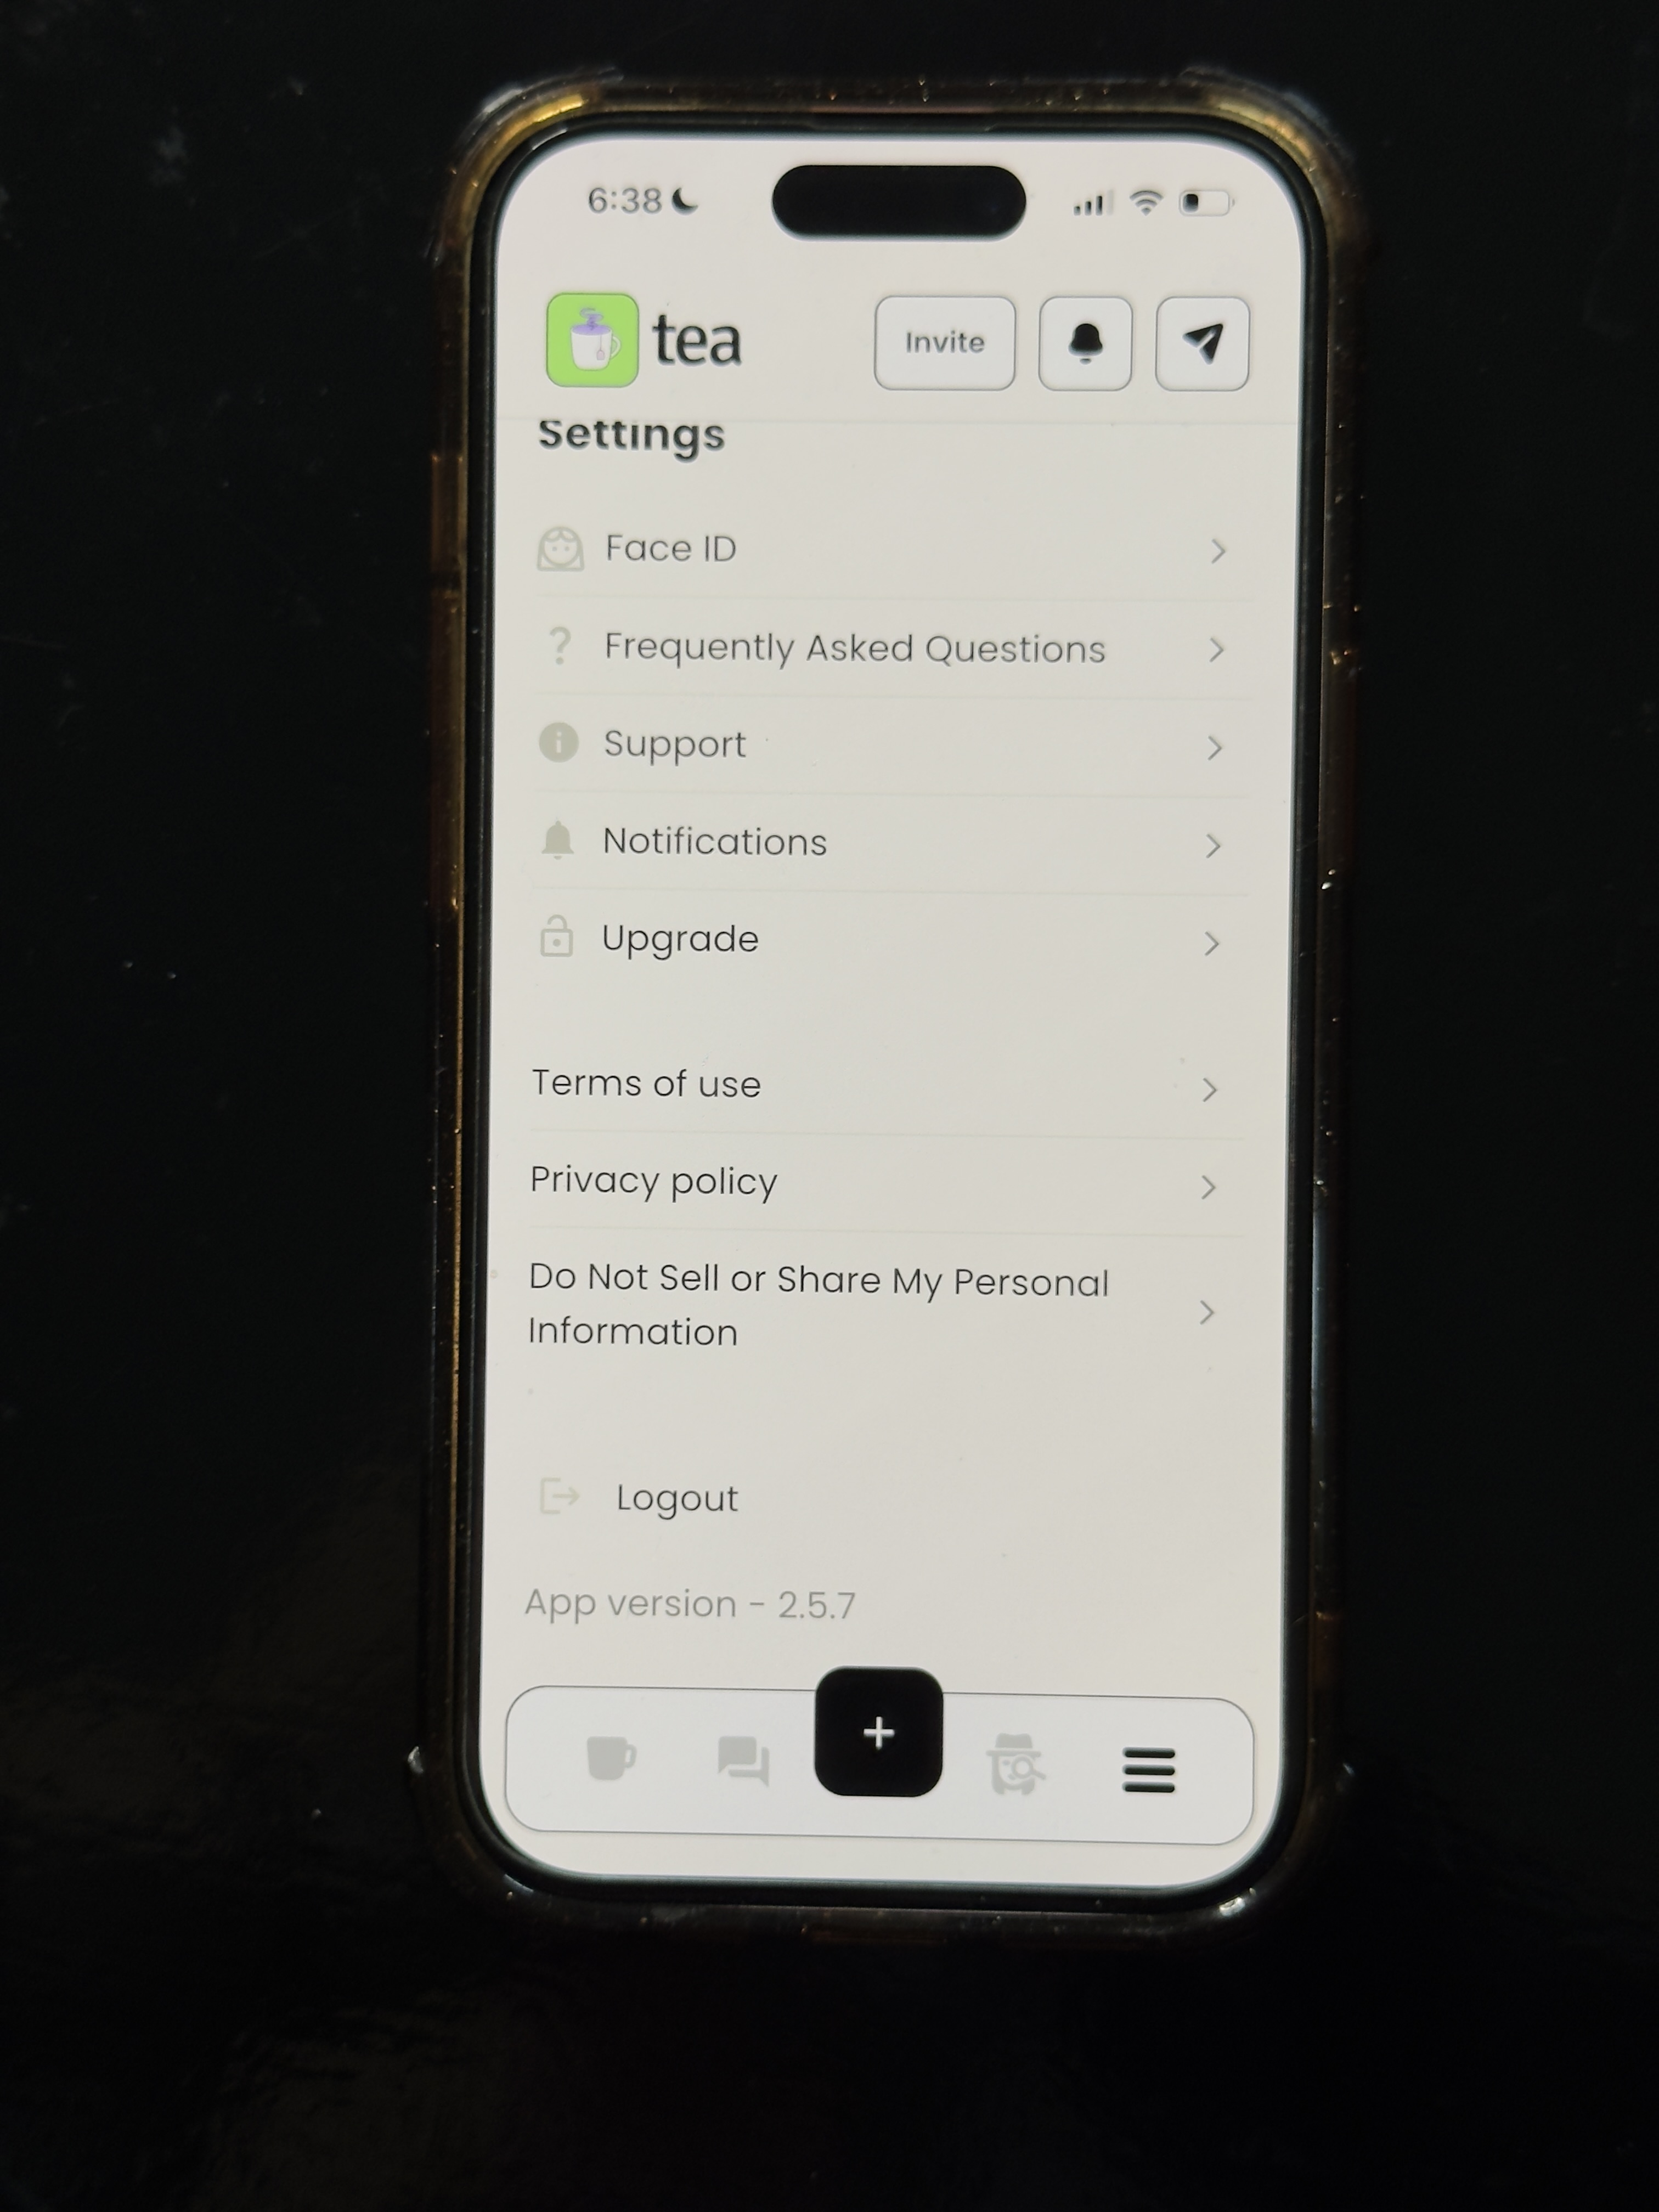 6:38
tea
Invite
Settings
Face ID
Frequently Asked Questions
Support
Notifications
Upgrade
Terms of use
Privacy policy
Do Not Sell or Share My Personal
Information
Logout
App version - 2.5.7